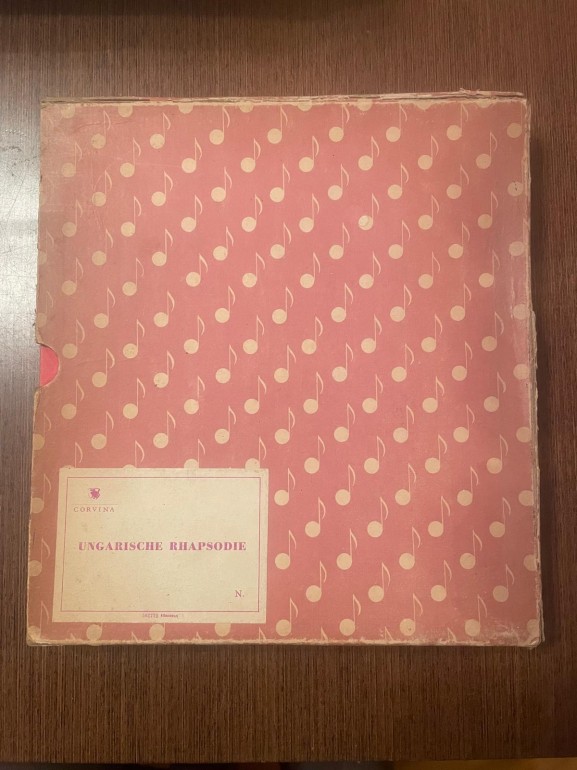 CORVINA
UNGARISCHE RHAPSODIE
N.